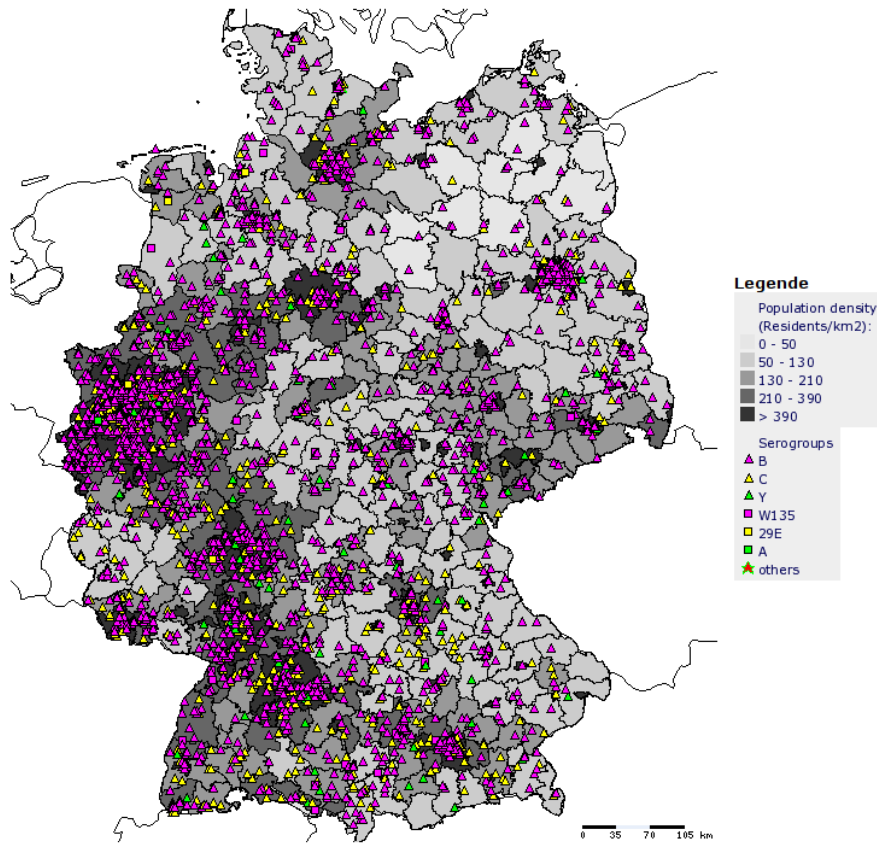 Legende
Population density
(Residents/km2):
0 - 50
50 - 130
130 - 210
210 - 390
> 390
Serogroups
B
C
Y
W135
29E
A
others
0 35 70 105 km